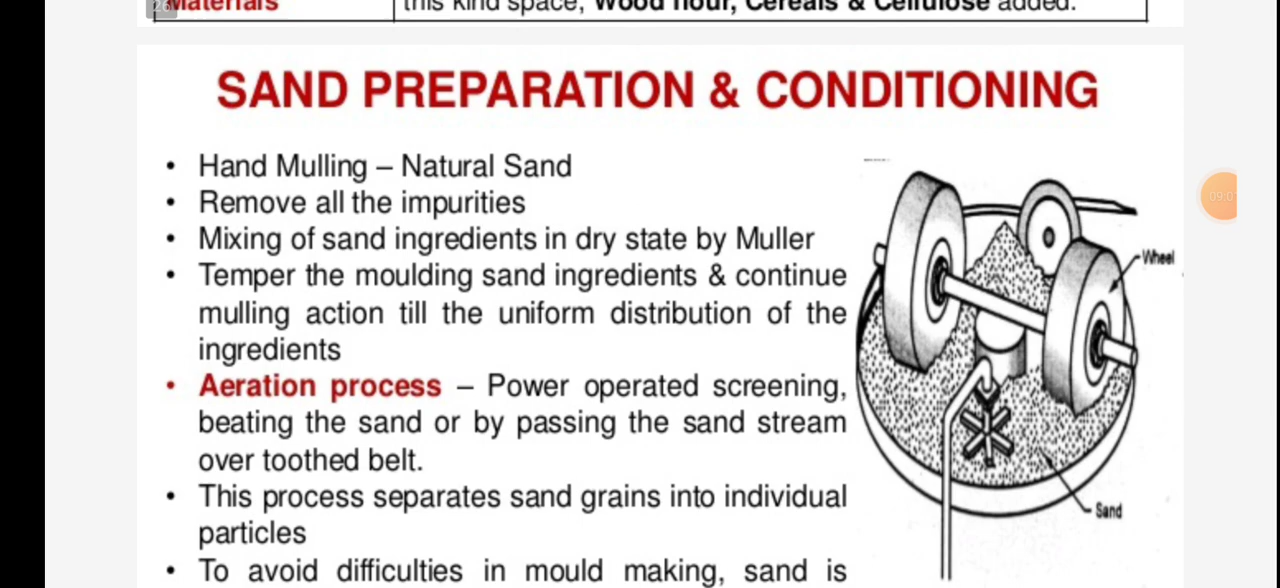 26
Materials
this kind space, Wood flour, Cereals & Cellulose added.
SAND PREPARATION & CONDITIONING
• Hand Mulling – Natural Sand
• Remove all the impurities
• Mixing of sand ingredients in dry state by Muller
• Temper the moulding sand ingredients & continue
mulling action till the uniform distribution of the
ingredients
• Aeration process – Power operated screening,
beating the sand or by passing the sand stream
over toothed belt.
• This process separates sand grains into individual
particles
• To avoid difficulties in mould making, sand is
Wheel
Sand